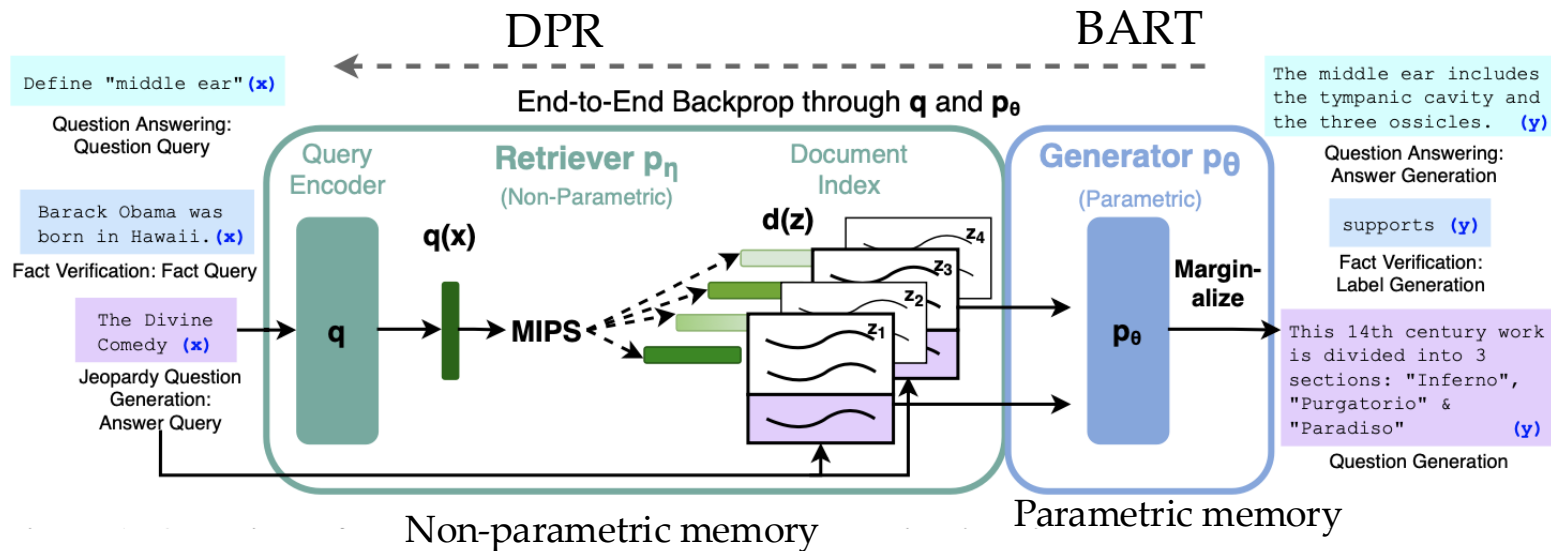 DPR
BART
End-to-End Backprop through q and pθ
Define "middle ear"(x)
Question Answering:
Question Query
Barack Obama was
born in Hawaii.(x)
Fact Verification: Fact Query
The Divine
Comedy (x)
Jeopardy Question
Generation:
Answer Query
Query
Encoder
q
q(x)
Retriever pη
(Non-Parametric)
MIPS
Document
Index
d(z)
z4
z3
z2
z1
Generator pθ
(Parametric)
pθ
Margin-
alize
The middle ear includes
the tympanic cavity and
the three ossicles. (y)
Question Answering:
Answer Generation
supports (y)
Fact Verification:
Label Generation
This 14th century work
is divided into 3
sections: "Inferno",
"Purgatorio" &
"Paradiso" (y)
Question Generation
Non-parametric memory
Parametric memory